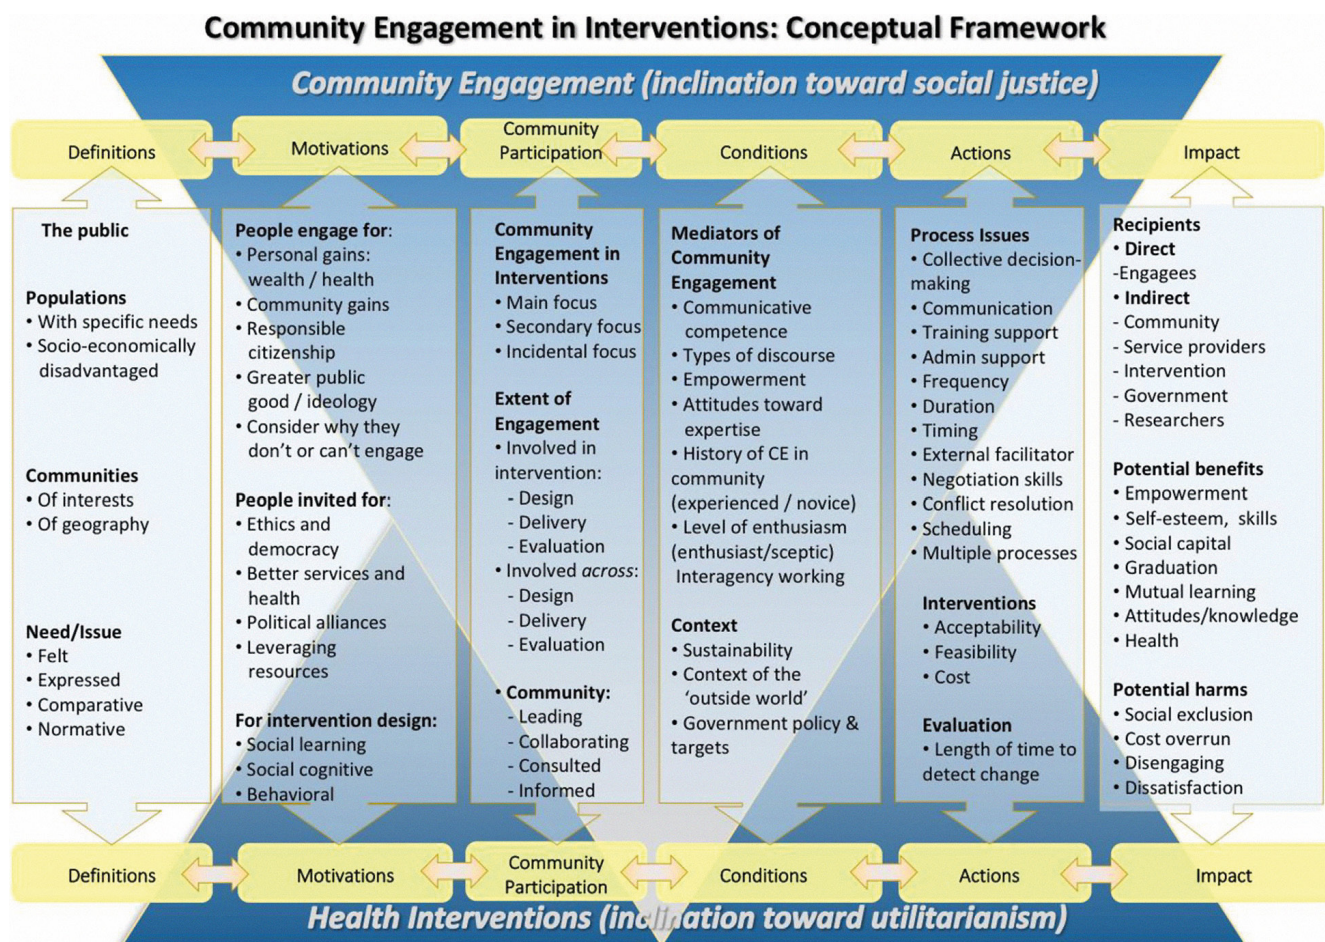 Community Engagement in Interventions: Conceptual Framework
Community Engagement (inclination toward social justice)
Definitions
Motivations
Community
Participation
Conditions
Actions
Impact
The public
Populations
• With specific needs
• Socio-economically
disadvantaged
Communities
• Of interests
• Of geography
Need/Issue
• Felt
• Expressed
• Comparative
• Normative
People engage for:
• Personal gains:
wealth / health
• Community gains
• Responsible
citizenship
• Greater public
good / ideology
• Consider why they
don't or can't engage
People invited for:
• Ethics and
democracy
• Better services and
health
• Political alliances
• Leveraging
resources
For intervention design:
• Social learning
• Social cognitive
• Behavioral
Community
Engagement in
Interventions
• Main focus
• Secondary focus
• Incidental focus
Extent of
Engagement
• Involved in
intervention:
- Design
- Delivery
- Evaluation
• Involved across:
- Design
- Delivery
- Evaluation
• Community:
- Leading
- Collaborating
- Consulted
- Informed
Mediators of
Community
Engagement
• Communicative
competence
• Types of discourse
• Empowerment
• Attitudes toward
expertise
• History of CE in
community
(experienced / novice)
• Level of enthusiasm
(enthusiast/sceptic)
Interagency working
Context
• Sustainability
• Context of the
'outside world'
• Government policy &
targets
Process Issues
• Collective decision-
making
• Communication
• Training support
• Admin support
• Frequency
• Duration
• Timing
• External facilitator
• Negotiation skills
• Conflict resolution
• Scheduling
• Multiple processes
Interventions
• Acceptability
• Feasibility
• Cost
Evaluation
• Length of time to
detect change
Recipients
• Direct
-Engagees
• Indirect
- Community
- Service providers
- Intervention
- Government
- Researchers
Potential benefits
• Empowerment
• Self-esteem, skills
• Social capital
• Graduation
• Mutual learning
• Attitudes/knowledge
• Health
Potential harms
• Social exclusion
• Cost overrun
• Disengaging
• Dissatisfaction
Definitions
Motivations
Community
Participation
Conditions
Actions
Impact
Health Interventions (inclination toward utilitarianism)